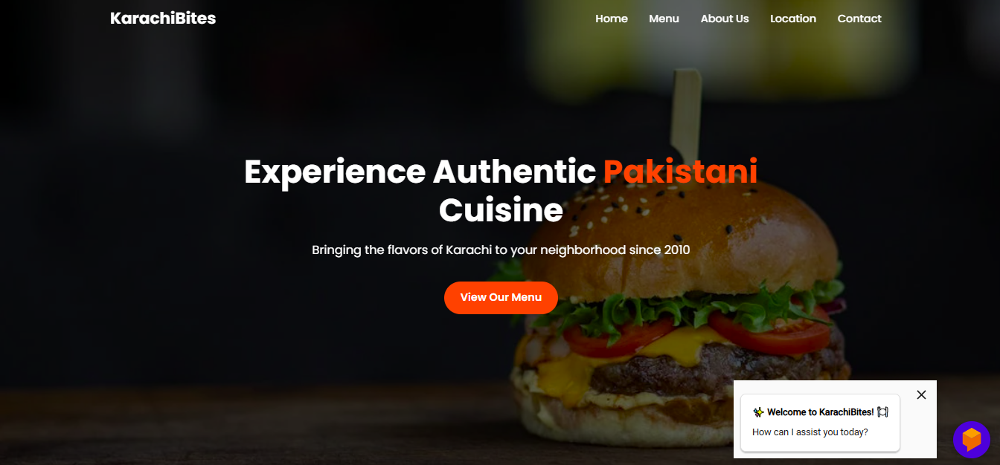 KarachiBites
Home Menu About Us Location Contact
Experience Authentic Pakistani
Cuisine
Bringing the flavors of Karachi to your neighborhood since 2010
View Our Menu
✨ Welcome to KarachiBites! 🍽️
How can I assist you today?